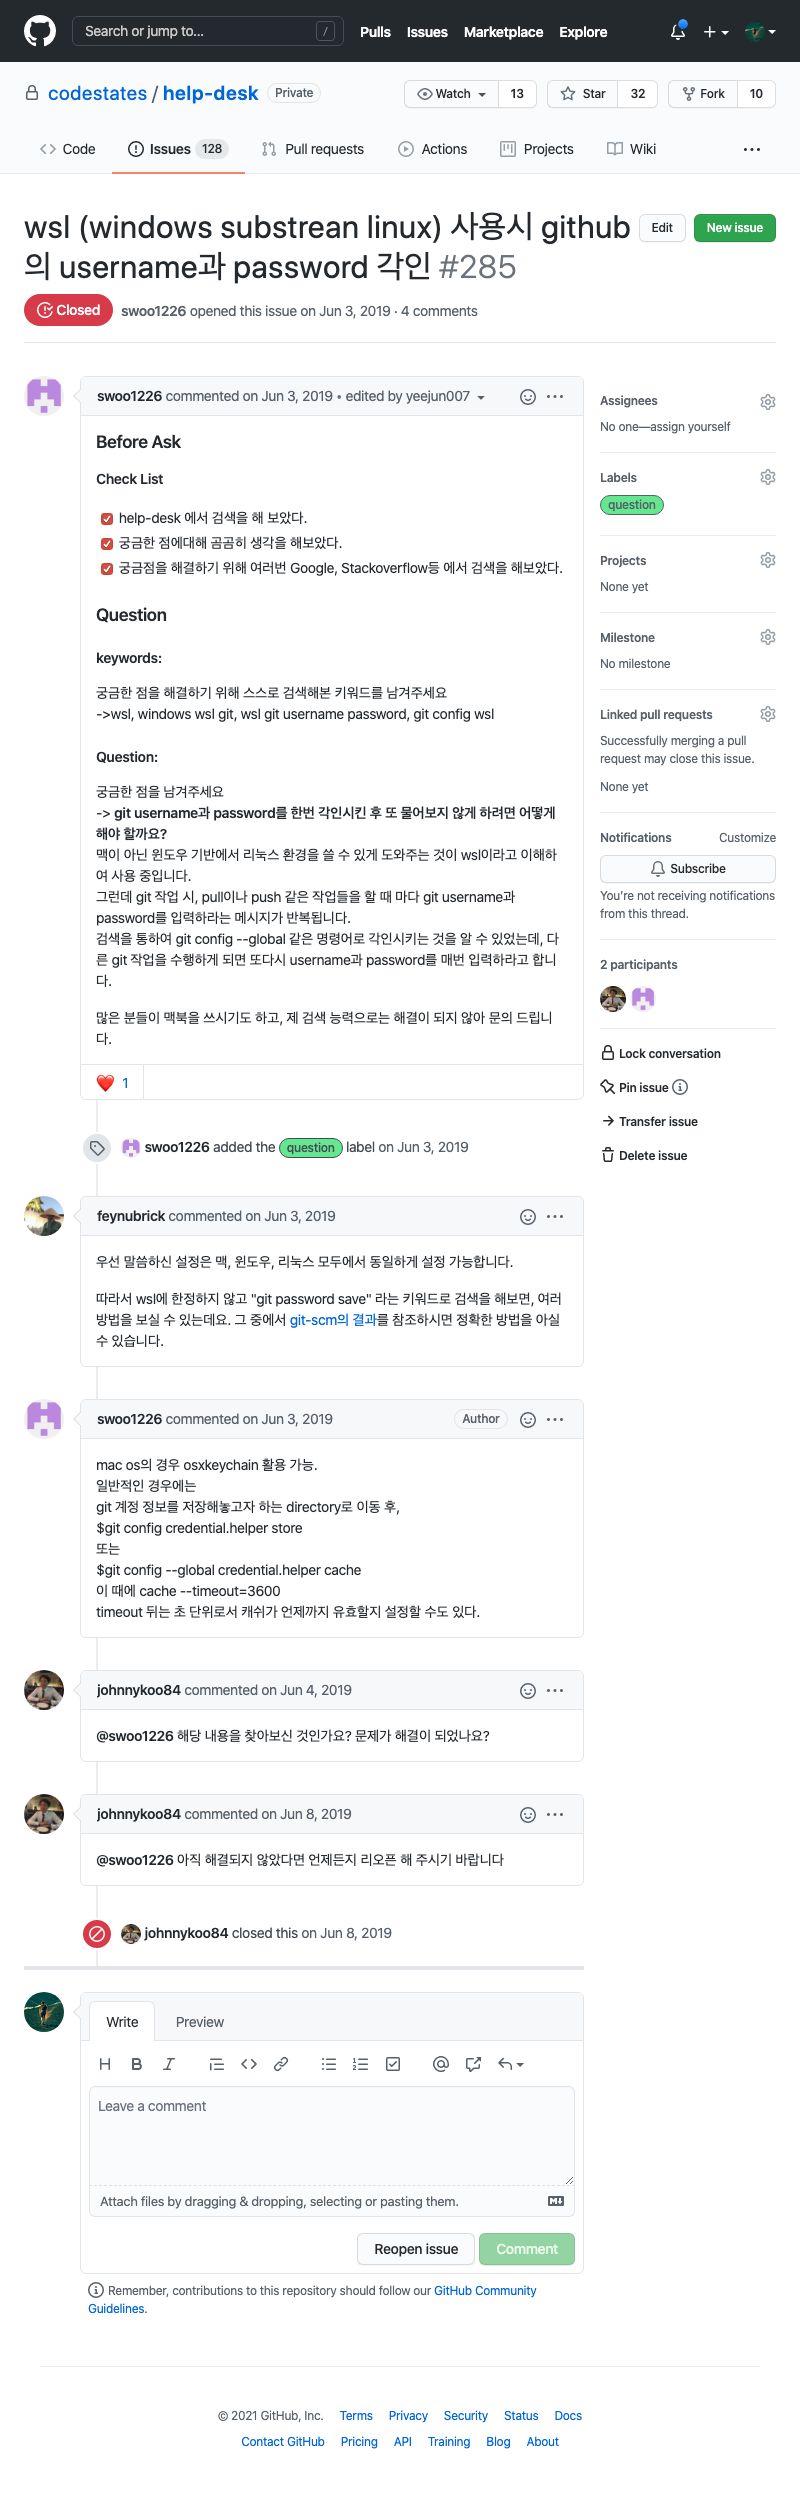 Search or jump to...
/
Pulls
Issues
Marketplace
Explore
codestates / help-desk
Private
Watch
13
Star
32
Fork
10
Code
Issues 128
Pull requests
Actions
Projects
Wiki
wsl (windows substrean linux) 사용시 github
의 username과 password 각인 #285
Edit
New issue
Closed
swoo1226 opened this issue on Jun 3, 2019 · 4 comments
swoo1226 commented on Jun 3, 2019 • edited by yeejun007
Before Ask
Check List
help-desk 에서 검색을 해 보았다.
궁금한 점에대해 곰곰히 생각을 해보았다.
궁금점을 해결하기 위해 여러번 Google, Stackoverflow등 에서 검색을 해보았다.
Question
keywords:
궁금한 점을 해결하기 위해 스스로 검색해본 키워드를 남겨주세요
->wsl, windows wsl git, wsl git username password, git config wsl
Question:
궁금한 점을 남겨주세요
-> git username과 password를 한번 각인시킨 후 또 물어보지 않게 하려면 어떻게
해야 할까요?
맥이 아닌 윈도우 기반에서 리눅스 환경을 쓸 수 있게 도와주는 것이 wsl이라고 이해하
여 사용 중입니다.
그런데 git 작업 시, pull이나 push 같은 작업들을 할 때 마다 git username과
password를 입력하라는 메시지가 반복됩니다.
검색을 통하여 git config --global 같은 명령어로 각인시키는 것을 알 수 있었는데, 다
른 git 작업을 수행하게 되면 또다시 username과 password를 매번 입력하라고 합니
다.
많은 분들이 맥북을 쓰시기도 하고, 제 검색 능력으로는 해결이 되지 않아 문의 드립니
다.
1
Assignees
No one—assign yourself
Labels
question
Projects
None yet
Milestone
No milestone
Linked pull requests
Successfully merging a pull
request may close this issue.
None yet
Notifications
Customize
Subscribe
You're not receiving notifications
from this thread.
2 participants
Lock conversation
Pin issue
Transfer issue
Delete issue
swoo1226 added the question label on Jun 3, 2019
feynubrick commented on Jun 3, 2019
우선 말씀하신 설정은 맥, 윈도우, 리눅스 모두에서 동일하게 설정 가능합니다.
따라서 wsl에 한정하지 않고 "git password save" 라는 키워드로 검색을 해보면, 여러
방법을 보실 수 있는데요. 그 중에서 git-scm의 결과를 참조하시면 정확한 방법을 아실
수 있습니다.
swoo1226 commented on Jun 3, 2019
Author
mac os의 경우 osxkeychain 활용 가능.
일반적인 경우에는
git 계정 정보를 저장해놓고자 하는 directory로 이동 후,
$git config credential.helper store
또는
$git config --global credential.helper cache
이 때에 cache --timeout=3600
timeout 뒤는 초 단위로서 캐쉬가 언제까지 유효할지 설정할 수도 있다.
johnnykoo84 commented on Jun 4, 2019
@swoo1226 해당 내용을 찾아보신 것인가요? 문제가 해결이 되었나요?
johnnykoo84 commented on Jun 8, 2019
@swoo1226 아직 해결되지 않았다면 언제든지 리오픈 해 주시기 바랍니다
johnnykoo84 closed this on Jun 8, 2019
Write
Preview
Leave a comment
Attach files by dragging & dropping, selecting or pasting them.
Reopen issue
Comment
Remember, contributions to this repository should follow our GitHub Community
Guidelines.
© 2021 GitHub, Inc.
Terms
Privacy
Security
Status
Docs
Contact GitHub
Pricing
API
Training
Blog
About